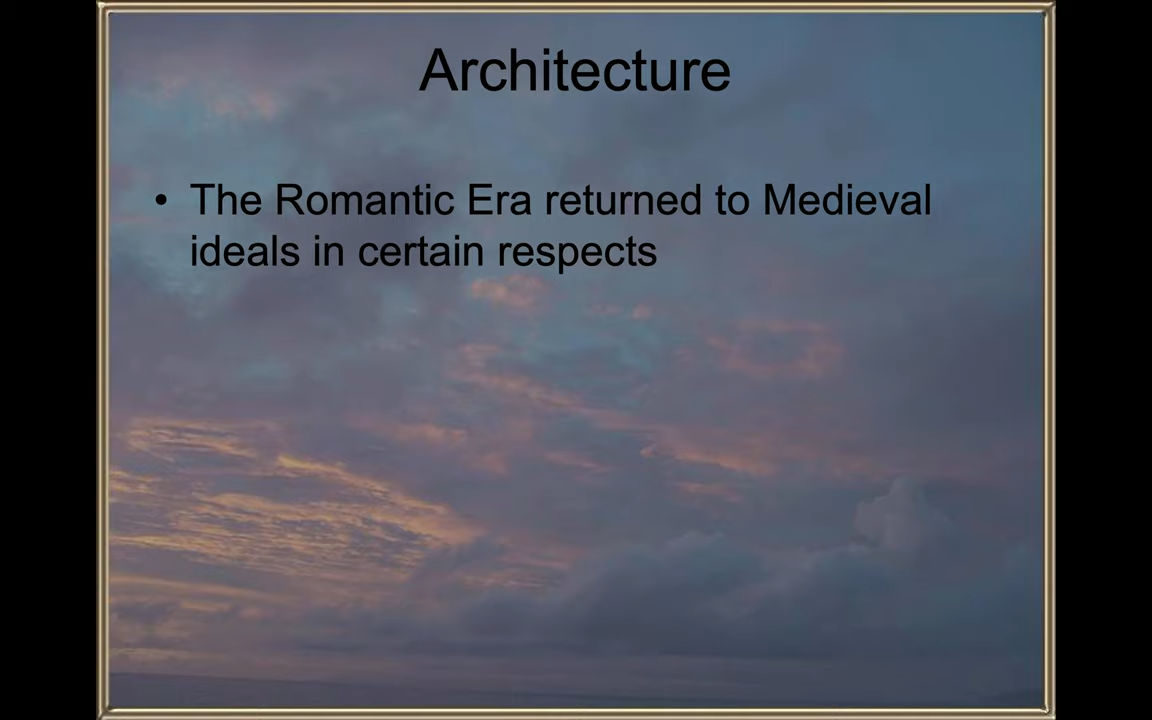 Architecture
• The Romantic Era returned to Medieval
ideals in certain respects